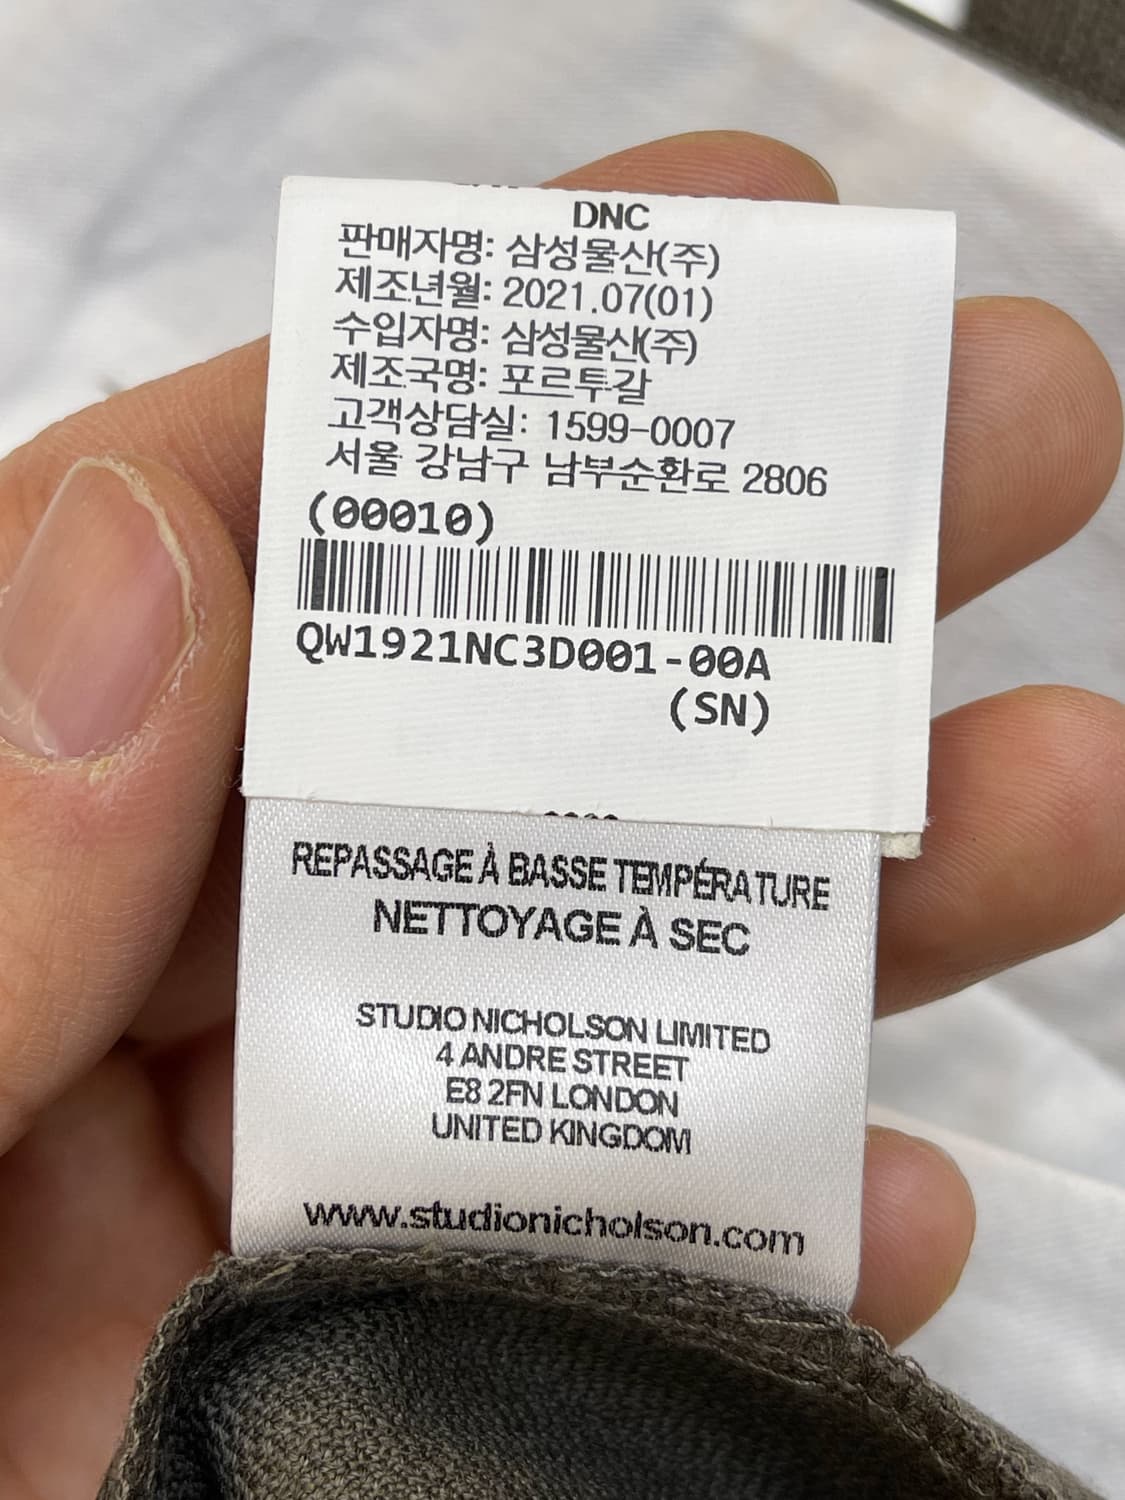 DNC
판매자명: 삼성물산(주)
제조년월: 2021.07(01)
수입자명: 삼성물산(주)
제조국명: 포르투갈
고객상담실: 1599-0007
서울 강남구 남부순환로 2806
(00010)
QW1921NC3D001-00A
(SN)
REPASSAGE À BASSE TEMPÉRATURE
NETTOYAGE À SEC
STUDIO NICHOLSON LIMITED
4 ANDRE STREET
E8 2FN LONDON
UNITED KINGDOM
www.studionicholson.com